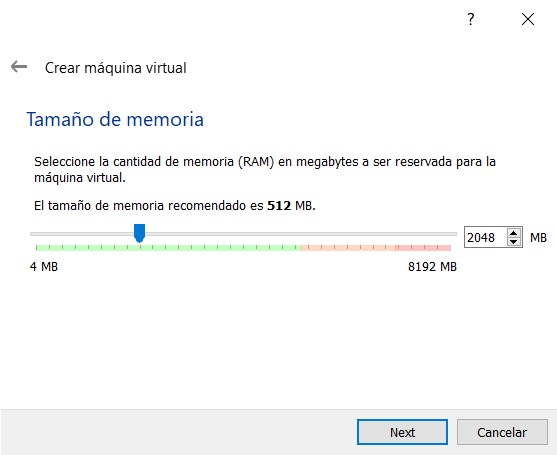 ?
Crear máquina virtual
Tamaño de memoria
Seleccione la cantidad de memoria (RAM) en megabytes a ser reservada para la
máquina virtual.
El tamaño de memoria recomendado es 512 MB.
2048 MB
4 MB 8192 MB
Next Cancelar